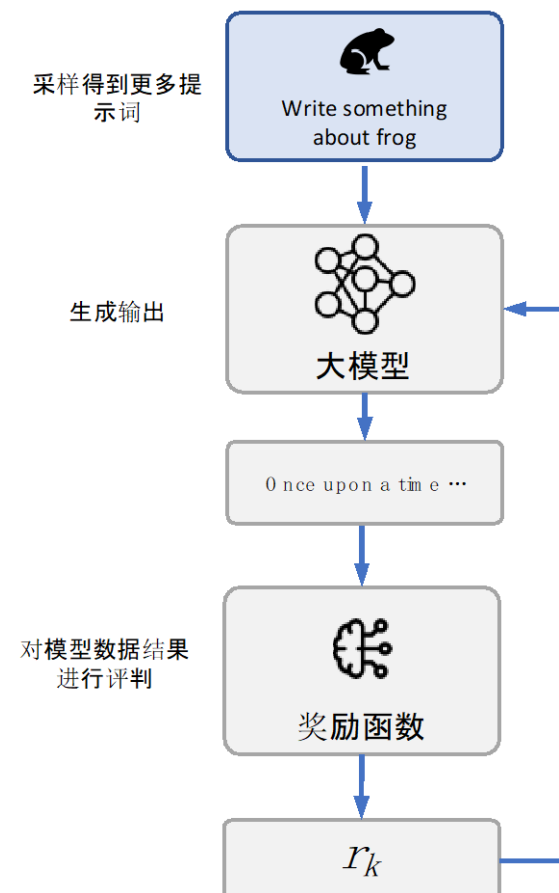 采样得到更多提
示词
Write something
about frog
生成输出
大模型
Once upon a time …
对模型数据结果
进行评判
奖励函数
r_k